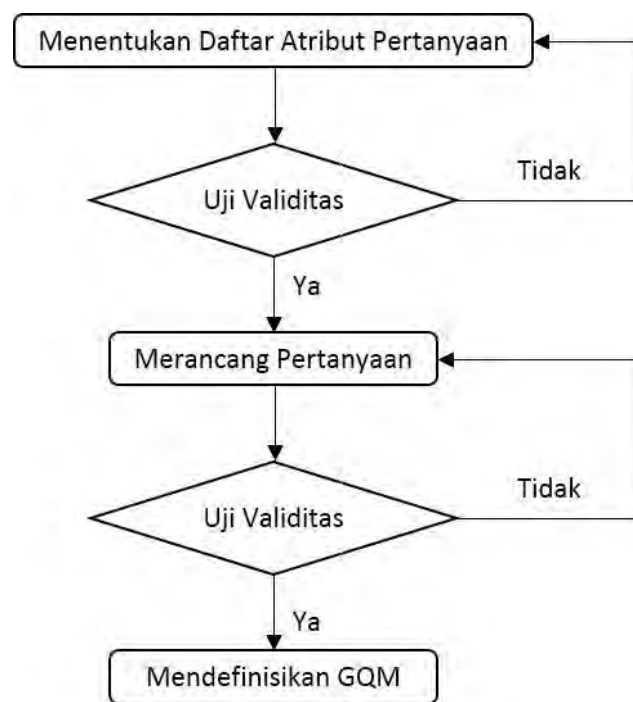 Menentukan Daftar Atribut Pertanyaan
Uji Validitas
Tidak
Ya
Merancang Pertanyaan
Uji Validitas
Tidak
Ya
Mendefinisikan GQM